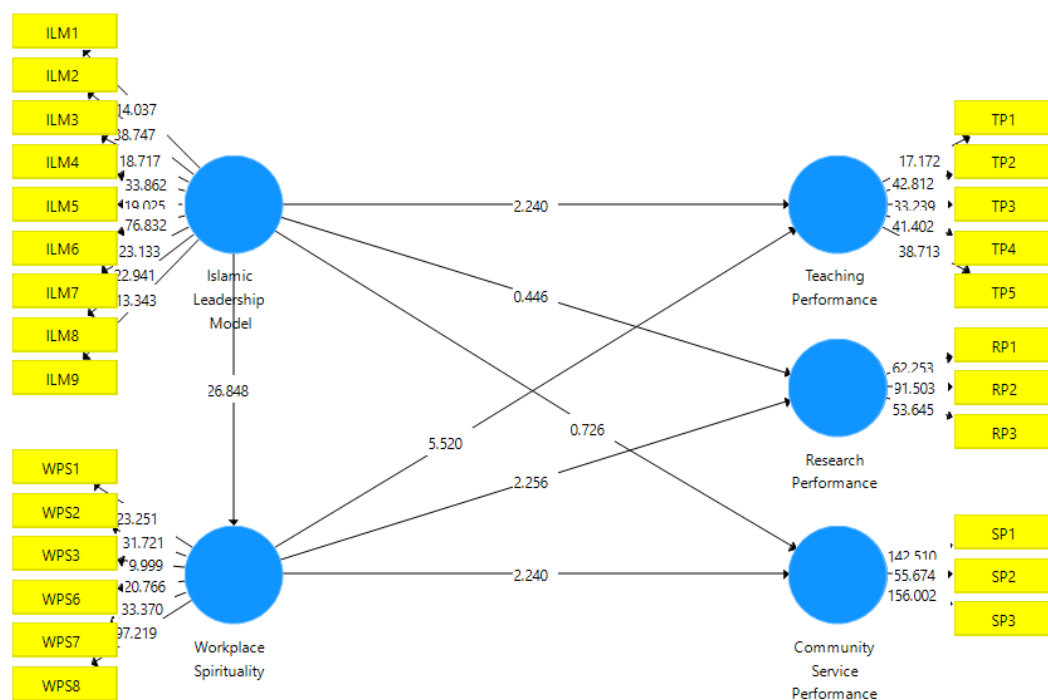 ILM1
ILM2
ILM3
ILM4
ILM5
ILM6
ILM7
ILM8
ILM9
14.037
38.747
18.717
33.862
19.025
76.832
23.133
22.941
13.343
Islamic
Leadership
Model
26.848
WPS1
WPS2
WPS3
WPS6
WPS7
WPS8
23.251
31.721
9.999
20.766
33.370
97.219
Workplace
Spirituality
2.240
0.446
0.726
5.520
2.256
2.240
Teaching
Performance
17.172
42.812
33.239
41.402
38.713
TP1
TP2
TP3
TP4
TP5
Research
Performance
62.253
91.503
53.645
RP1
RP2
RP3
Community
Service
Performance
142.510
55.674
156.002
SP1
SP2
SP3